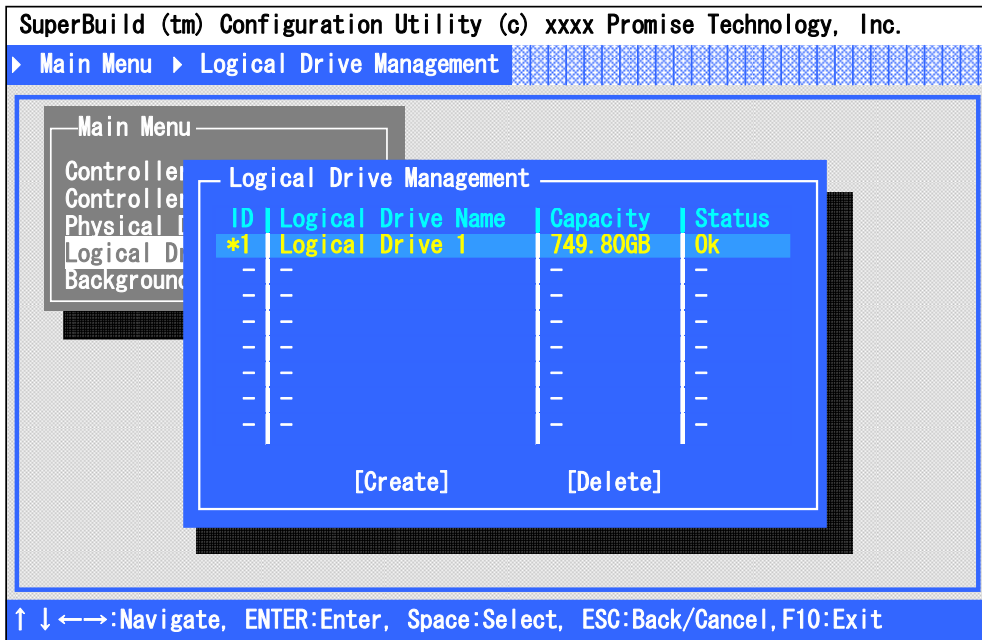 SuperBuild (tm) Configuration Utility (c) xxxx Promise Technology, Inc.
Main Menu ▶ Logical Drive Management
Main Menu
Controller
Controller
Physical D
Logical Dr
Background
Logical Drive Management
ID Logical Drive Name Capacity Status
*1 Logical Drive 1 749.80GB Ok
- - - -
- - - -
- - - -
- - - -
- - - -
- - - -
- - - -
[Create] [Delete]
↑↓←→:Navigate, ENTER:Enter, Space:Select, ESC:Back/Cancel,F10:Exit